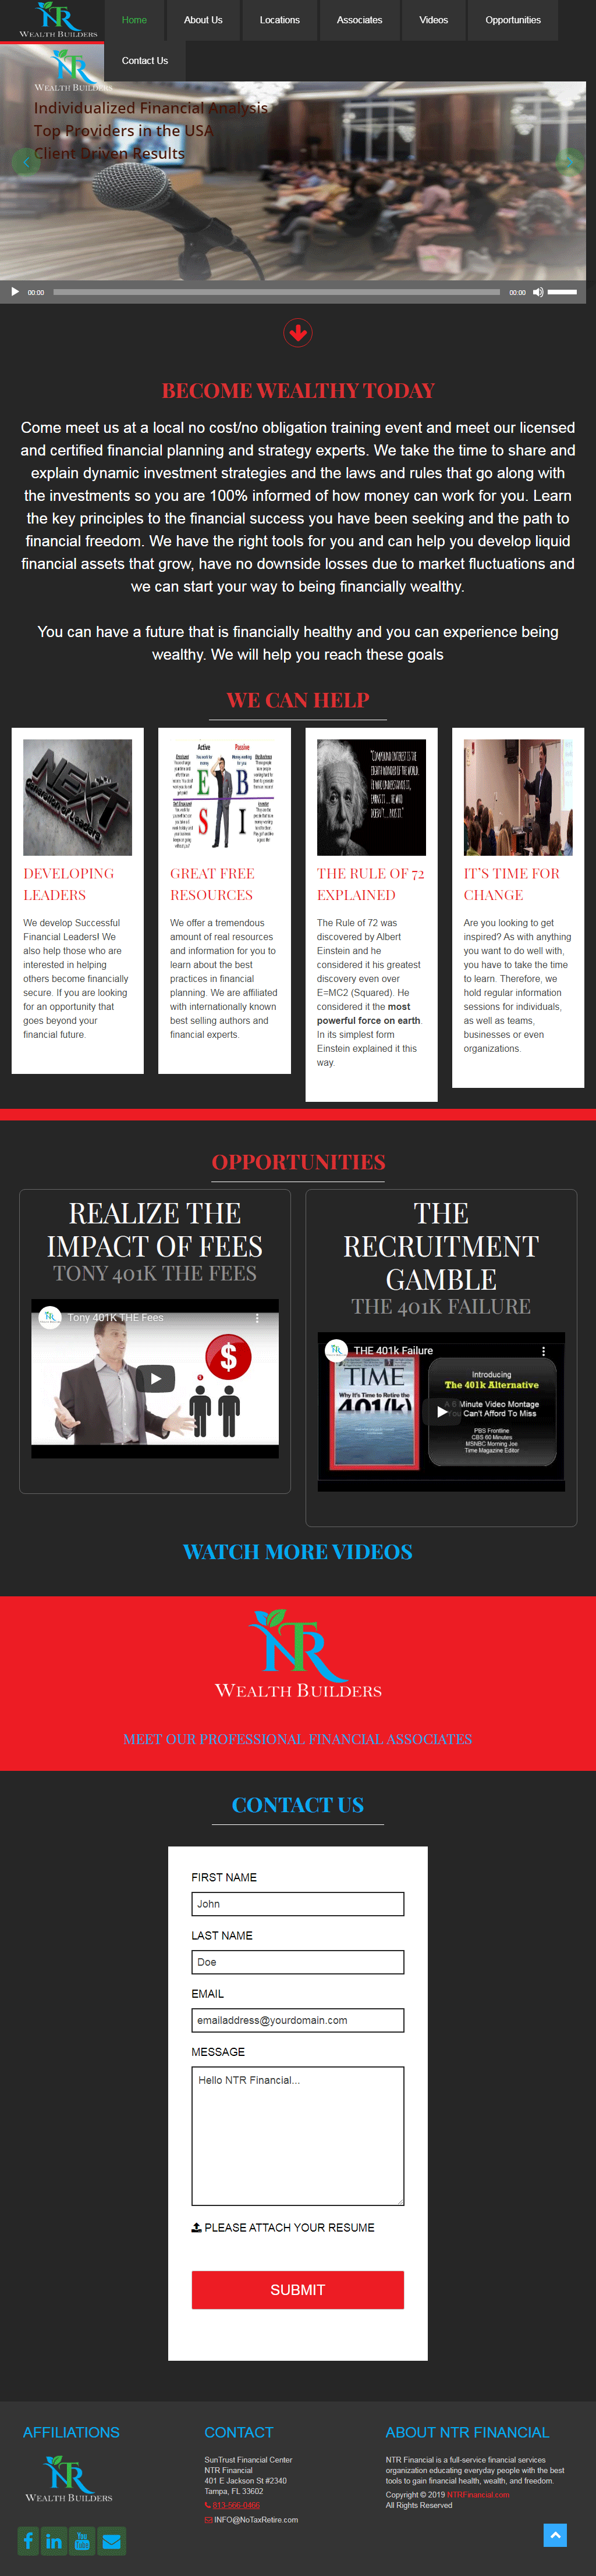 NTR
WEALTH BUILDERS
Home
About Us
Locations
Associates
Videos
Opportunities
Contact Us
NTR
WEALTH BUILDERS
Individualized Financial Analysis
Top Providers in the USA
Client Driven Results
00:00
00:00
BECOME WEALTHY TODAY
Come meet us at a local no cost/no obligation training event and meet our licensed
and certified financial planning and strategy experts. We take the time to share and
explain dynamic investment strategies and the laws and rules that go along with
the investments so you are 100% informed of how money can work for you. Learn
the key principles to the financial success you have been seeking and the path to
financial freedom. We have the right tools for you and can help you develop liquid
financial assets that grow, have no downside losses due to market fluctuations and
we can start your way to being financially wealthy.
You can have a future that is financially healthy and you can experience being
wealthy. We will help you reach these goals
WE CAN HELP
NEXT
DEVELOPING
LEADERS
We develop Successful
Financial Leaders! We
also help those who are
interested in helping
others become financially
secure. If you are looking
for an opportunity that
goes beyond your
financial future.
Active
Passive
E B
S I
GREAT FREE
RESOURCES
We offer a tremendous
amount of real resources
and information for you to
learn about the best
practices in financial
planning. We are affiliated
with internationally known
best selling authors and
financial experts.
"COMPOUND INTEREST IS THE
EIGHTH WONDER OF THE WORLD.
THE RULE OF 72
EXPLAINED
The Rule of 72 was
discovered by Albert
Einstein and he
considered it his greatest
discovery even over
E=MC2 (Squared). He
considered it the most
powerful force on earth.
In its simplest form
Einstein explained it this
way.
IT'S TIME FOR
CHANGE
Are you looking to get
inspired? As with anything
you want to do well with,
you have to take the time
to learn. Therefore, we
hold regular information
sessions for individuals,
as well as teams,
businesses or even
organizations.
OPPORTUNITIES
REALIZE THE
IMPACT OF FEES
TONY 401K THE FEES
Tony 401K THE Fees
$
THE
RECRUITMENT
GAMBLE
THE 401K FAILURE
THE 401k Failure
TIME
Why It's Time to Retire the
401(k)
Introducing
The 401k Alternative
A 6 Minute Video Montage
You Can't Afford To Miss
PBS Frontline
CBS 60 Minutes
MSNBC Morning Joe
Time Magazine Editor
WATCH MORE VIDEOS
NTR
WEALTH BUILDERS
MEET OUR PROFESSIONAL FINANCIAL ASSOCIATES
CONTACT US
FIRST NAME
John
LAST NAME
Doe
EMAIL
emailaddress@yourdomain.com
MESSAGE
Hello NTR Financial...
PLEASE ATTACH YOUR RESUME
SUBMIT
AFFILIATIONS
NTR
WEALTH BUILDERS
CONTACT
SunTrust Financial Center
NTR Financial
401 E Jackson St #2340
Tampa, FL 33602
813-566-0466
INFO@NoTaxRetire.com
ABOUT NTR FINANCIAL
NTR Financial is a full-service financial services
organization educating everyday people with the best
tools to gain financial health, wealth, and freedom.
Copyright © 2019 NTRFinancial.com
All Rights Reserved